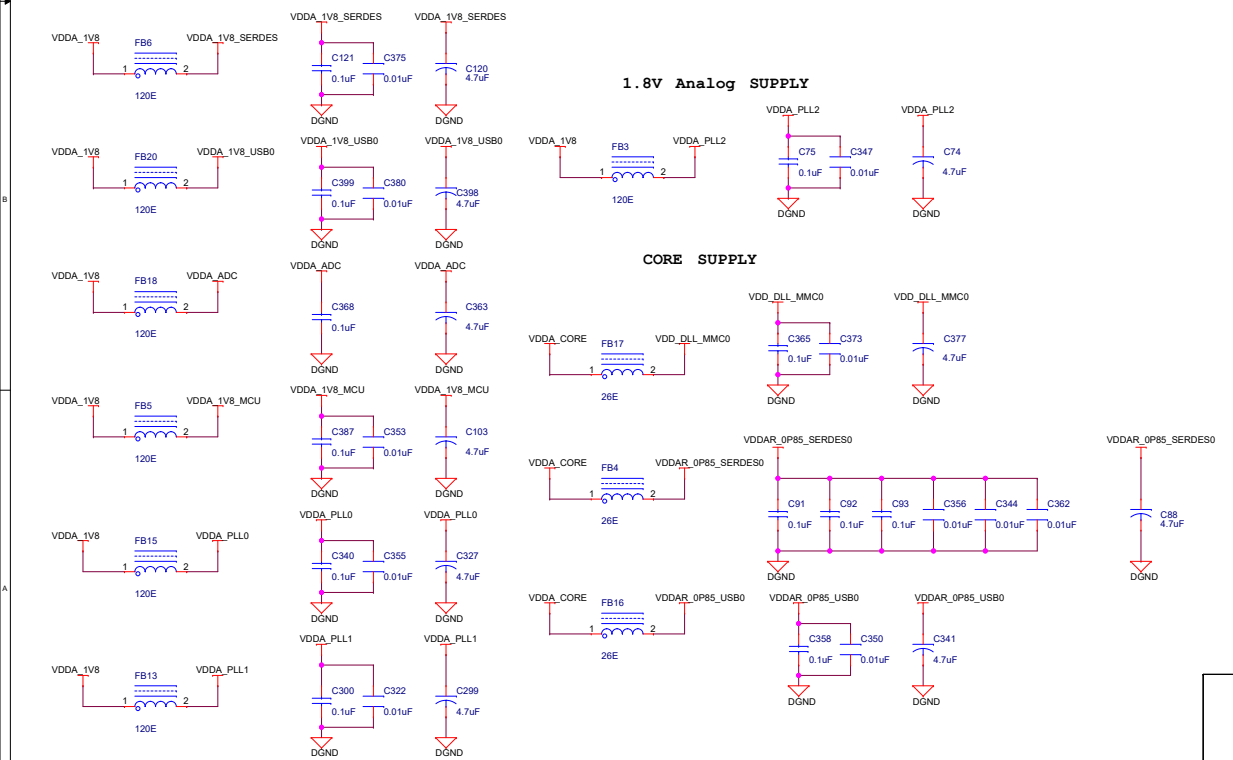 VDDA_1V8
FB6
VDDA_1V8_SERDES
1
2
120E
VDDA_1V8_SERDES
C121
0.1uF
C375
0.01uF
DGND
VDDA_1V8_SERDES
C120
4.7uF
DGND
VDDA_1V8
FB20
VDDA_1V8_USB0
1
2
120E
VDDA_1V8_USB0
C399
0.1uF
C380
0.01uF
DGND
VDDA_1V8_USB0
C398
4.7uF
DGND
VDDA_1V8
FB18
VDDA_ADC
1
2
120E
VDDA_ADC
C368
0.1uF
DGND
VDDA_ADC
C363
4.7uF
DGND
VDDA_1V8
FB5
VDDA_1V8_MCU
1
2
120E
VDDA_1V8_MCU
C387
0.1uF
C353
0.01uF
DGND
VDDA_1V8_MCU
C103
4.7uF
DGND
VDDA_1V8
FB15
VDDA_PLL0
1
2
120E
VDDA_PLL0
C340
0.1uF
C355
0.01uF
DGND
VDDA_PLL0
C327
4.7uF
DGND
VDDA_1V8
FB13
VDDA_PLL1
1
2
120E
VDDA_PLL1
C300
0.1uF
C322
0.01uF
DGND
VDDA_PLL1
C299
4.7uF
DGND
1.8V Analog SUPPLY
VDDA_1V8
FB3
VDDA_PLL2
1
2
120E
VDDA_PLL2
C75
0.1uF
C347
0.01uF
DGND
VDDA_PLL2
C74
4.7uF
DGND
CORE SUPPLY
VDDA_CORE
FB17
VDD_DLL_MMC0
1
2
26E
VDD_DLL_MMC0
C365
0.1uF
C373
0.01uF
DGND
VDD_DLL_MMC0
C377
4.7uF
DGND
VDDA_CORE
FB4
VDDAR_0P85_SERDES0
1
2
26E
VDDAR_0P85_SERDES0
C91
0.1uF
C92
0.1uF
C93
0.1uF
C356
0.01uF
C344
0.01uF
C362
0.01uF
DGND
VDDAR_0P85_SERDES0
C88
4.7uF
DGND
VDDA_CORE
FB16
VDDAR_0P85_USB0
1
2
26E
VDDAR_0P85_USB0
C358
0.1uF
C350
0.01uF
DGND
VDDAR_0P85_USB0
C341
4.7uF
DGND
B
A